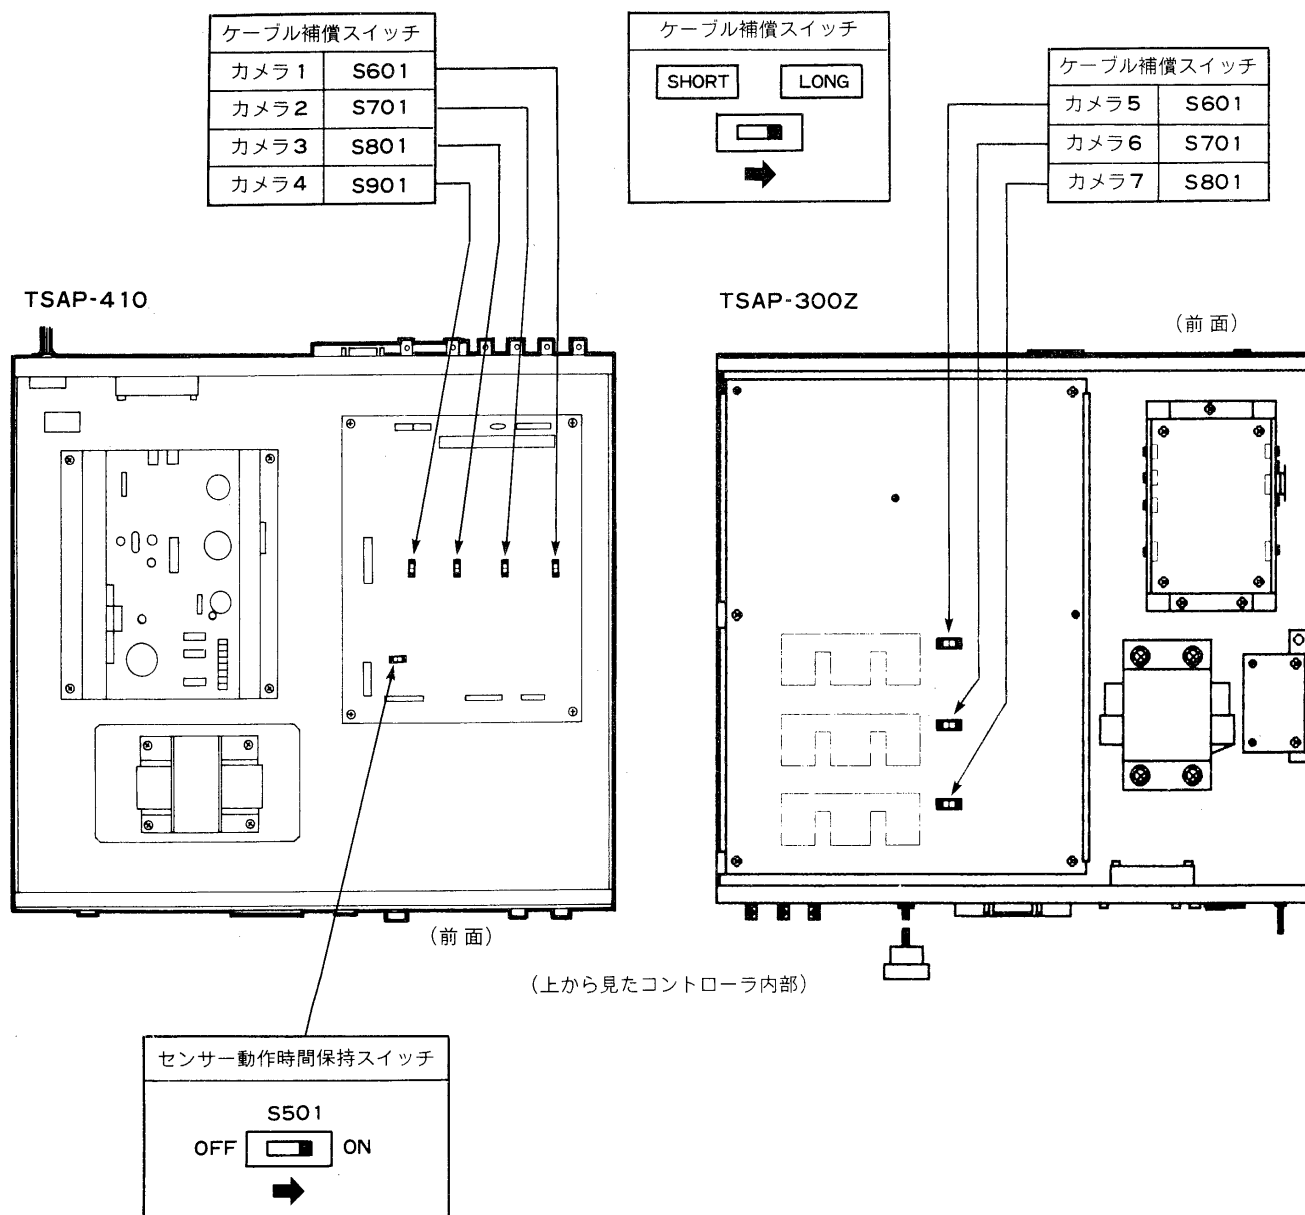 ケーブル補償スイッチ
カメラ1 S601
カメラ2 S701
カメラ3 S801
カメラ4 S901
ケーブル補償スイッチ
SHORT LONG
ケーブル補償スイッチ
カメラ5 S601
カメラ6 S701
カメラ7 S801
TSAP-410
TSAP-300Z
(前面)
(前面)
(上から見たコントローラ内部)
センサー動作時間保持スイッチ
S501
OFF ON